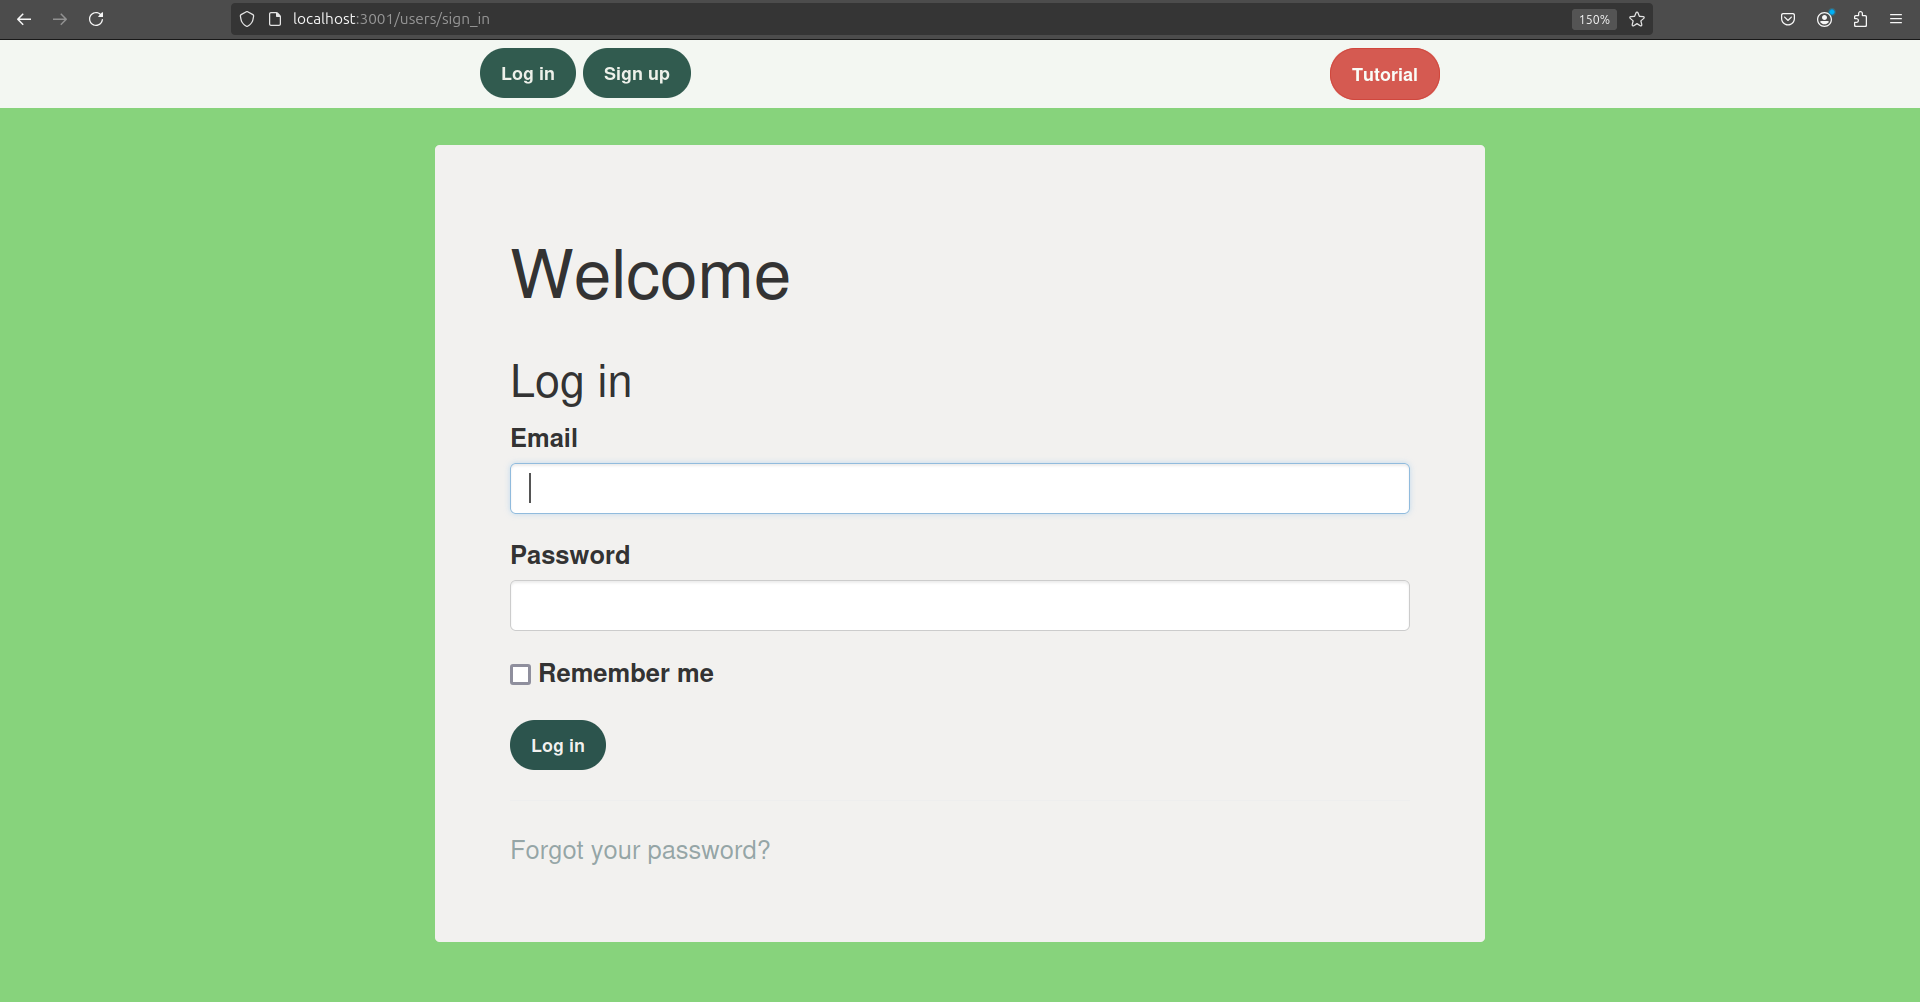 localhost:3001/users/sign_in 150%
Log in Sign up Tutorial
Welcome
Log in
Email
Password
Remember me
Log in
Forgot your password?